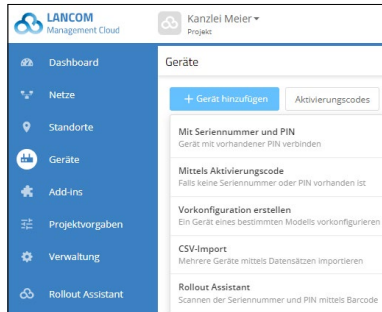 LANCOM
Management Cloud
Kanzlei Meier
Projekt
Dashboard
Netze
Standorte
Geräte
Add-ins
Projektvorgaben
Verwaltung
Rollout Assistant
Geräte
+ Gerät hinzufügen
Aktivierungscodes
Mit Seriennummer und PIN
Gerät mit vorhandener PIN verbinden
Mittels Aktivierungscode
Falls keine Seriennummer oder PIN vorhanden ist
Vorkonfiguration erstellen
Ein Gerät eines bestimmten Modells vorkonfigurieren
CSV-Import
Mehrere Geräte mittels Datensätzen importieren
Rollout Assistant
Scannen der Seriennummer und PIN mittels Barcode